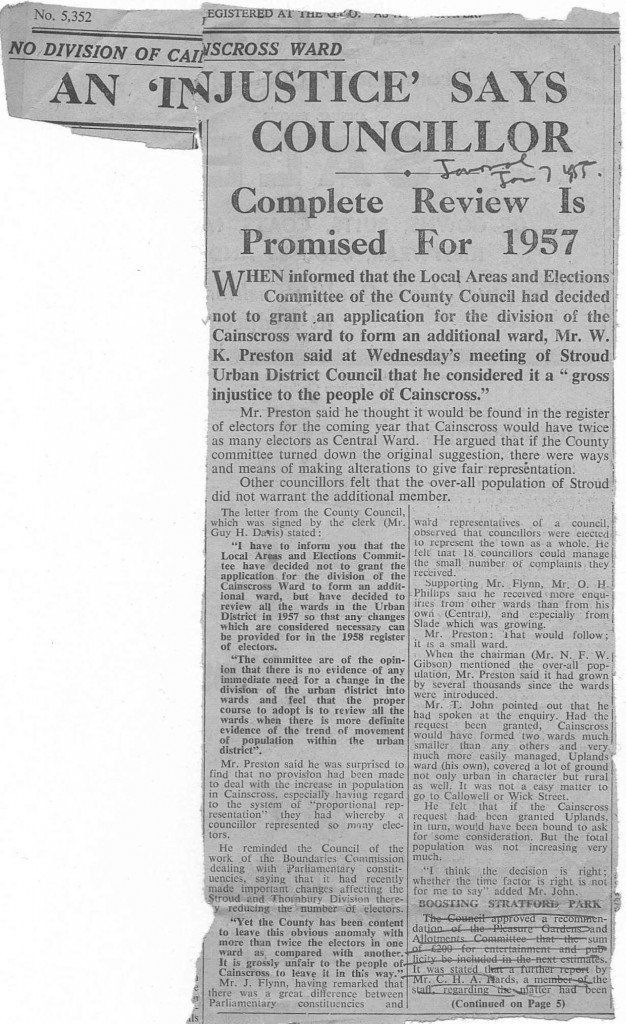 No. 5,352
EGISTERED AT THE G.P.O. AS A
NO DIVISION OF CAINSCROSS WARD
AN 'INJUSTICE' SAYS
COUNCILLOR
Journal
Jan 7 455.
Complete Review Is
Promised For 1957
WHEN informed that the Local Areas and Elections
Committee of the County Council had decided
not to grant an application for the division of the
Cainscross ward to form an additional ward, Mr. W.
K. Preston said at Wednesday's meeting of Stroud
Urban District Council that he considered it a "gross
injustice to the people of Cainscross."
Mr. Preston said he thought it would be found in the register
of electors for the coming year that Cainscross would have twice
as many electors as Central Ward. He argued that if the County
committee turned down the original suggestion, there were ways
and means of making alterations to give fair representation.
Other councillors felt that the over-all population of Stroud
did not warrant the additional member.
The letter from the County Council,
which was signed by the clerk (Mr.
Guy H. Davis) stated:
"I have to inform you that the
Local Areas and Elections Commit-
tee have decided not to grant the
application for the division of the
Cainscross Ward to form an addit-
ional ward, but have decided to
review all the wards in the Urban
District in 1957 so that any changes
which are considered necessary can
be provided for in the 1958 register
of electors.
"The committee are of the opin-
ion that there is no evidence of any
immediate need for a change in the
division of the urban district into
wards and feel that the proper
course to adopt is to review all the
wards when there is more definite
evidence of the trend of movement
of population within the urban
district".
Mr. Preston said he was surprised to
find that no provision had been made
to deal with the increase in population
in Cainscross, especially having regard
to the system of "proportional rep-
resentation" they had whereby a
councillor represented so many elec-
tors.
He reminded the Council of the
work of the Boundaries Commission
dealing with Parliamentary constit-
uencies, saying that it had recently
made important changes affecting the
Stroud and Thornbury Division there-
by reducing the number of electors.
"Yet the County has been content
to leave this obvious anomaly with
more than twice the electors in one
ward as compared with another.
It is grossly unfair to the people of
Cainscross to leave it in this way."
Mr. J. Flynn, having remarked that
there was a great difference between
Parliamentary constituencies and
ward representatives of a council,
observed that councillors were elected
to represent the town as a whole. He
felt that 18 councillors could manage
the small number of complaints they
received.
Supporting Mr. Flynn, Mr. O. H.
Phillips said he received more enqu-
iries from other wards than from his
own (Central), and especially from
Slade which was growing.
Mr. Preston: That would follow;
it is a small ward.
When the chairman (Mr. N. F. W.
Gibson) mentioned the over-all pop-
ulation, Mr. Preston said it had grown
by several thousands since the wards
were introduced.
Mr. T. John pointed out that he
had spoken at the enquiry. Had the
request been granted, Cainscross
would have formed two wards much
smaller than any others and very
much more easily managed. Uplands
ward (his own), covered a lot of ground
not only urban in character but rural
as well. It was not a easy matter to
go to Callowell or Wick Street.
He felt that if the Cainscross
request had been granted Uplands,
in turn, would have been bound to ask
for some consideration. But the total
population was not increasing very
much.
"I think the decision is right;
whether the time factor is right is not
for me to say" added Mr. John.
BOOSTING STRATFORD PARK
The Council approved a recommen-
dation of the Pleasure Gardens and
Allotments Committee that the sum
of £200 for entertainment and pub-
licity be included in the next estimates.
It was stated that a further report by
Mr. C. H. A. Hards, a member of the
staff, regarding the matter had been
(Continued on Page 5)